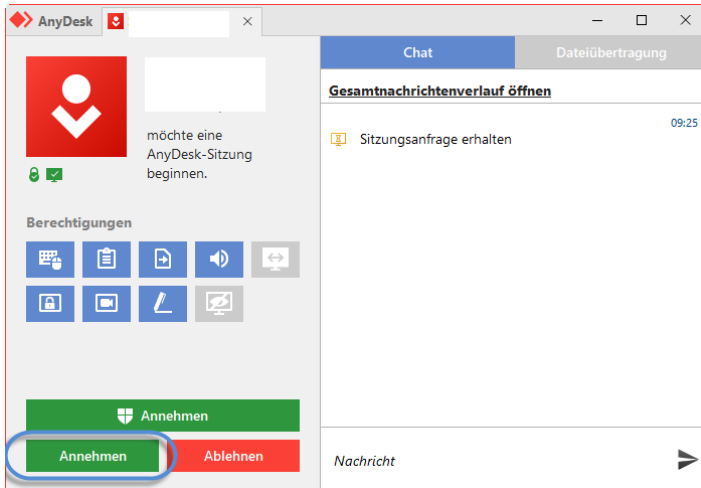 AnyDesk
Chat
Dateiübertragung
Gesamtnachrichtenverlauf öffnen
09:25
Sitzungsanfrage erhalten
möchte eine
AnyDesk-Sitzung
beginnen.
Berechtigungen
Annehmen
Annehmen
Ablehnen
Nachricht